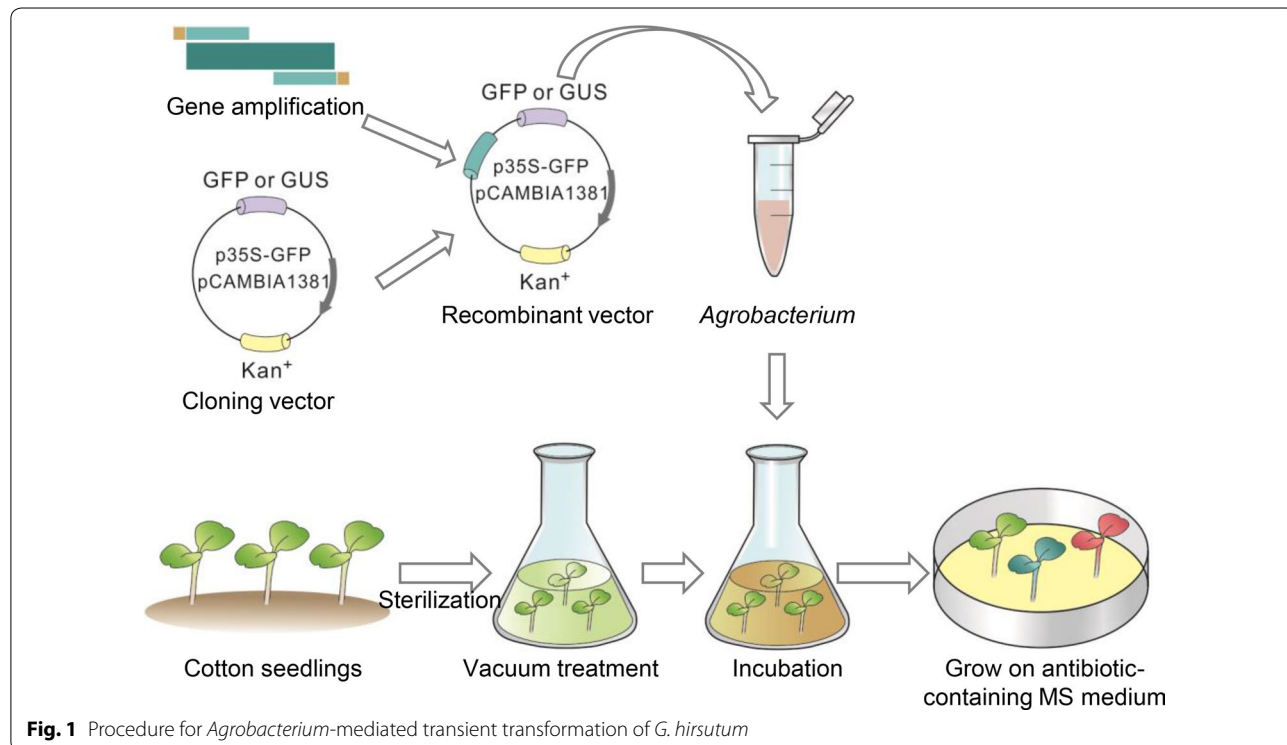 Gene amplification
GFP or GUS
p35S-GFP
pCAMBIA1381
Kan⁺
Cloning vector
GFP or GUS
p35S-GFP
pCAMBIA1381
Kan⁺
Recombinant vector
Agrobacterium
Sterilization
Cotton seedlings
Vacuum treatment
Incubation
Grow on antibiotic-
containing MS medium
Fig. 1 Procedure for Agrobacterium-mediated transient transformation of G. hirsutum